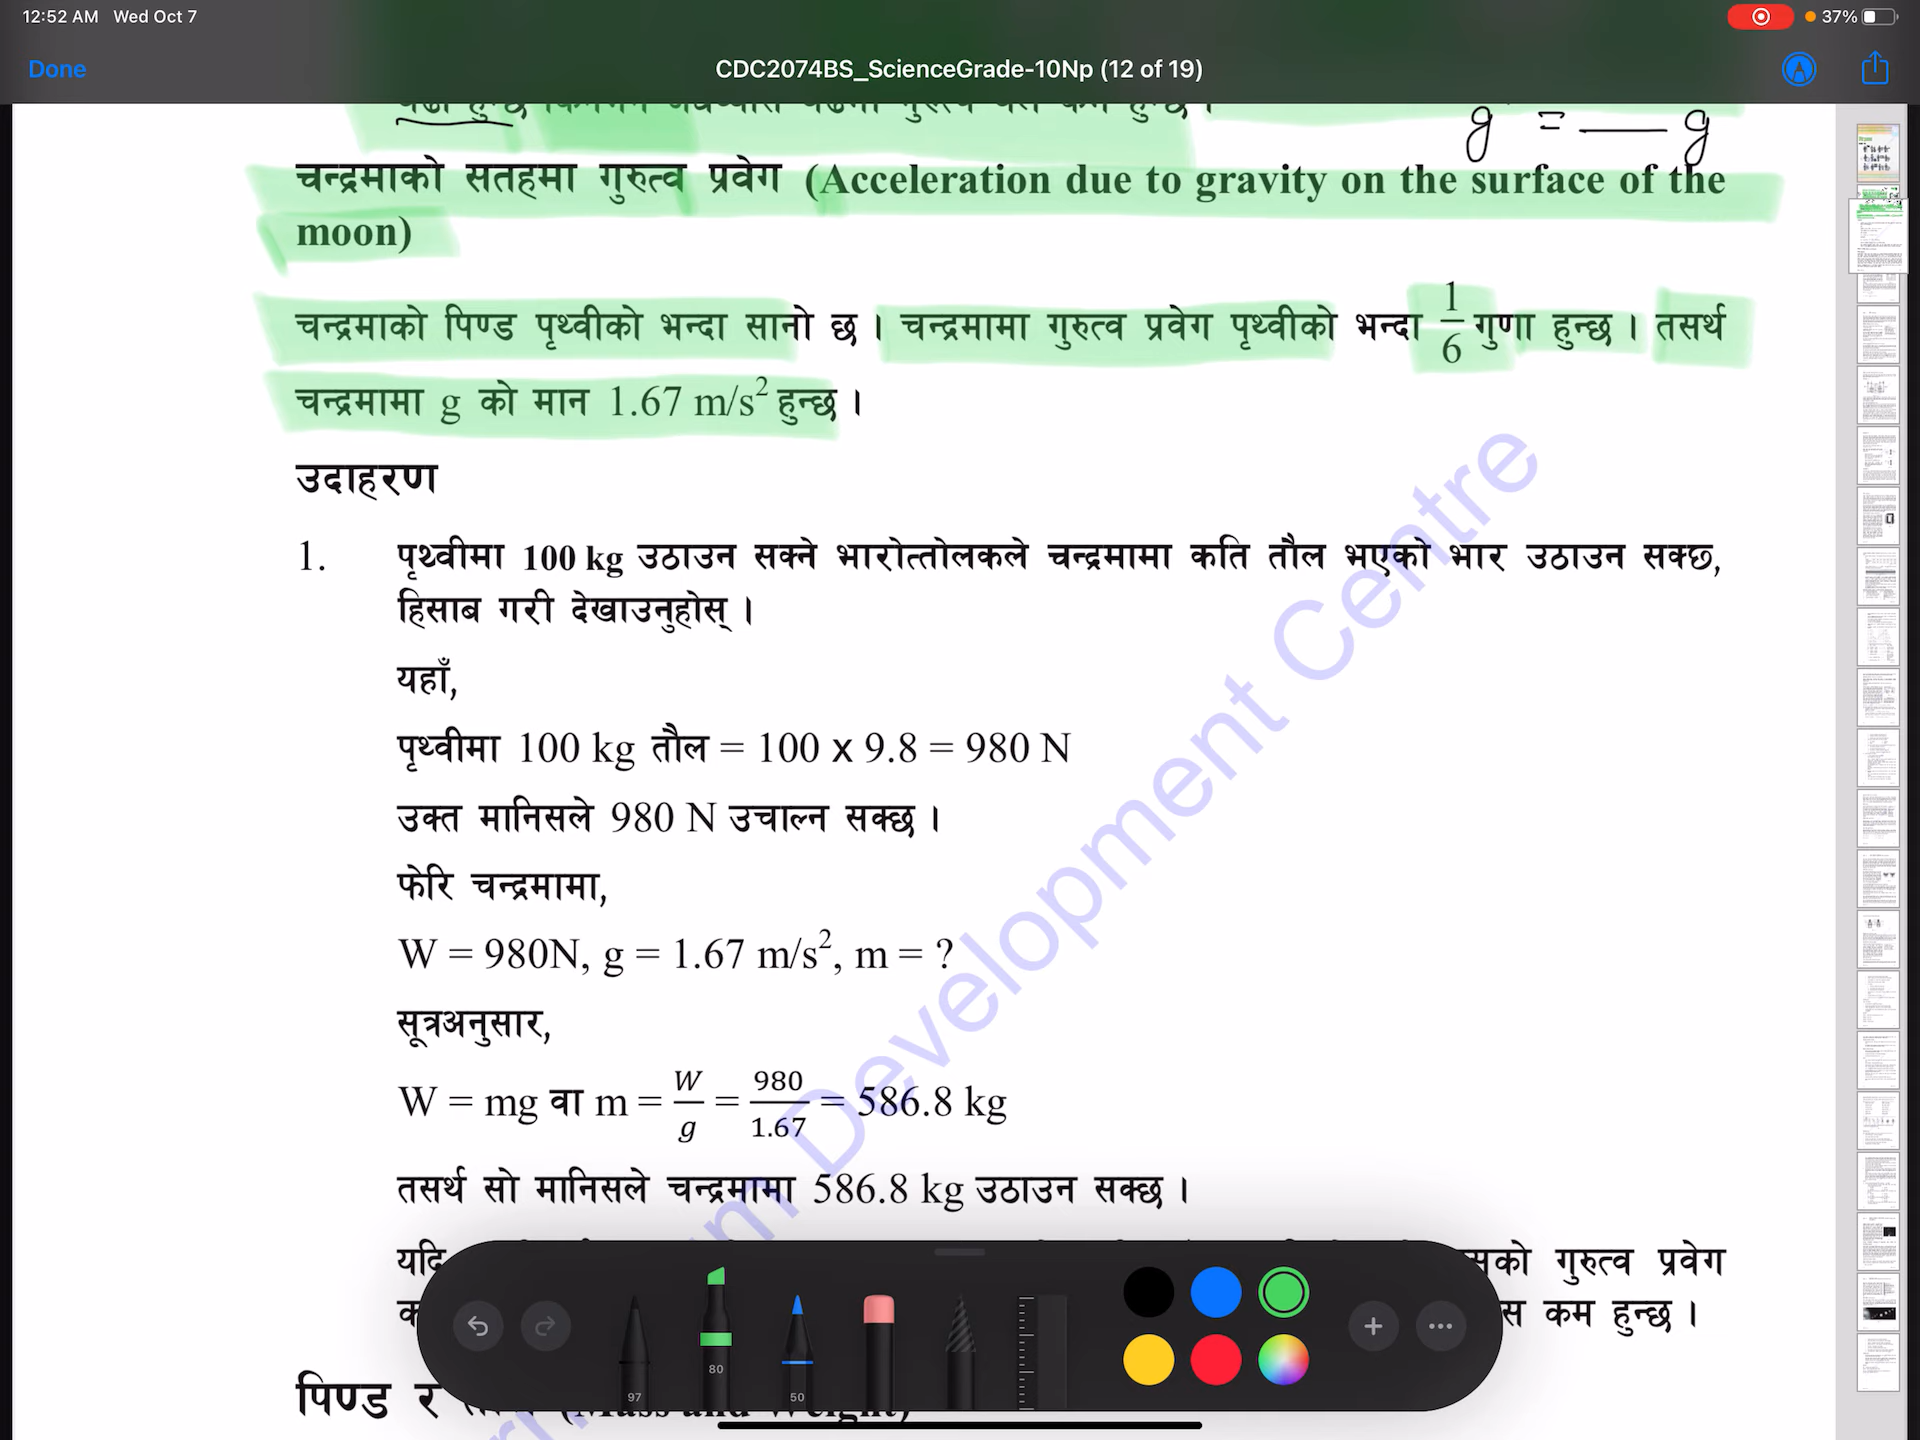 12:52 AM Wed Oct 7
37%
Done
CDC2074BS_ScienceGrade-10Np (12 of 19)
g = g
चन्द्रमाको सतहमा गुरुत्व प्रवेग (Acceleration due to gravity on the surface of the
moon)
चन्द्रमाको पिण्ड पृथ्वीको भन्दा सानो छ । चन्द्रमामा गुरुत्व प्रवेग पृथ्वीको भन्दा 1/6 गुणा हुन्छ । तसर्थ
चन्द्रमामा g को मान 1.67 m/s² हुन्छ ।
उदाहरण
1. पृथ्वीमा 100 kg उठाउन सक्ने भारोत्तोलकले चन्द्रमामा कति तौल भएको भार उठाउन सक्छ,
हिसाब गरी देखाउनुहोस् ।
यहाँ,
पृथ्वीमा 100 kg तौल = 100 x 9.8 = 980 N
उक्त मानिसले 980 N उचाल्न सक्छ ।
फेरि चन्द्रमामा,
W = 980N, g = 1.67 m/s², m = ?
सूत्रअनुसार,
W = mg वा m = W/g = 980/1.67 = 586.8 kg
तसर्थ सो मानिसले चन्द्रमामा 586.8 kg उठाउन सक्छ ।
यदि गुरुत्व प्रवेग
कम हुन्छ ।
पिण्ड र (Mass and Weight)
97 80 50
Development Centre